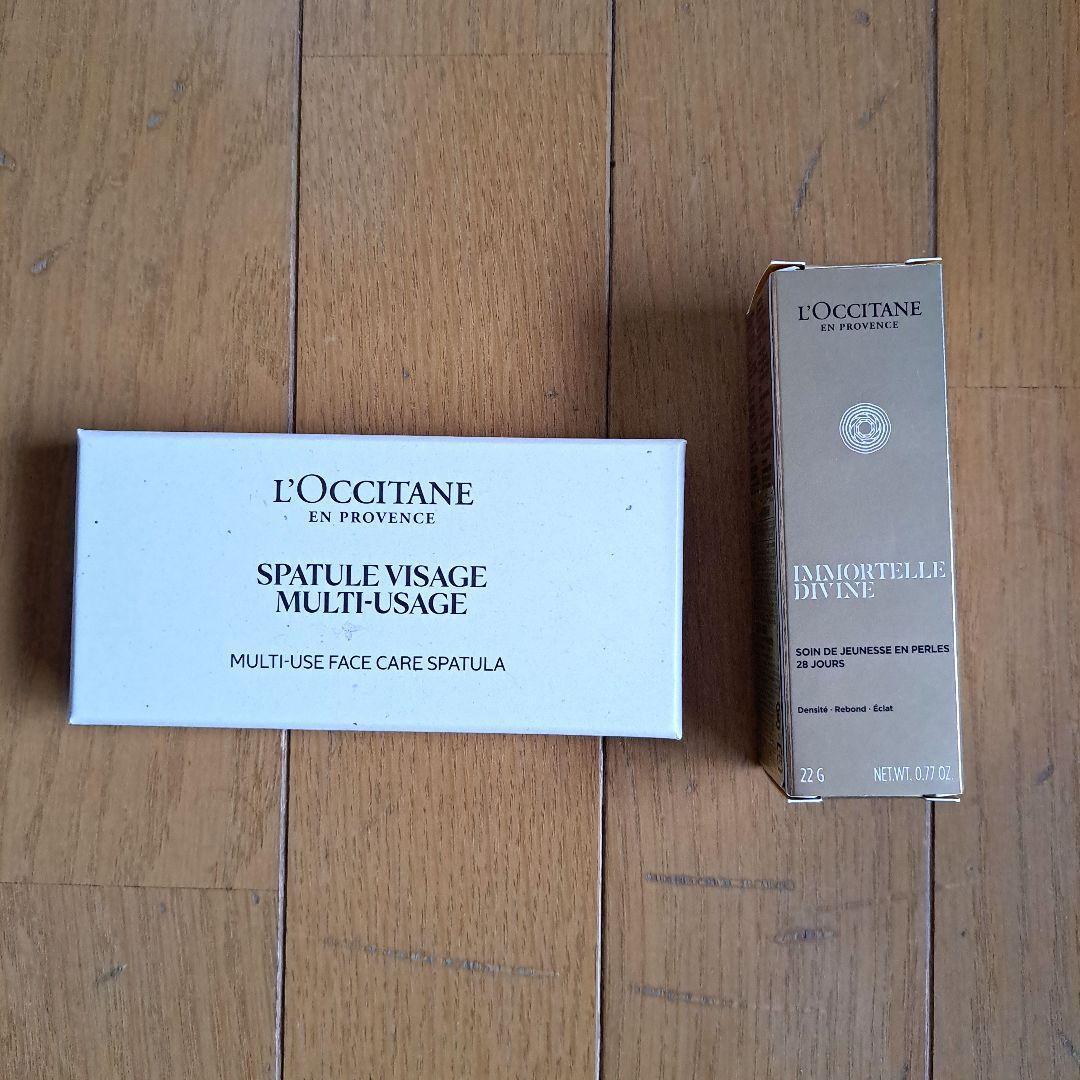 L'OCCITANE
EN PROVENCE
SPATULE VISAGE
MULTI-USAGE
MULTI-USE FACE CARE SPATULA
L'OCCITANE
EN PROVENCE
IMMORTELLE
DIVINE
SOIN DE JEUNESSE EN PERLES
28 JOURS
Densité · Rebond · Éclat
22 G NET.WT. 0.77 OZ.